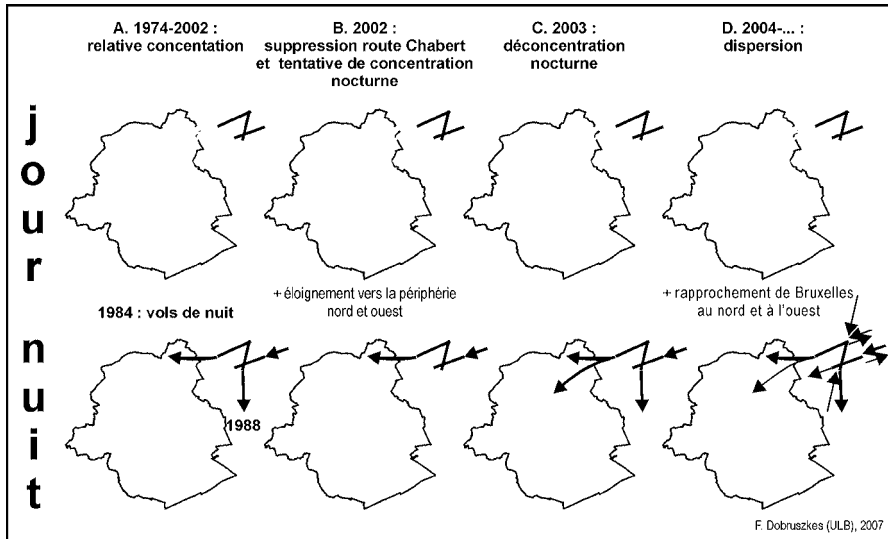 A. 1974-2002 :
relative concentation
B. 2002 :
suppression route Chabert
et tentative de concentration
nocturne
C. 2003 :
déconcentration
nocturne
D. 2004-... :
dispersion
jour
+ éloignement vers la périphérie
nord et ouest
+ rapprochement de Bruxelles
au nord et à l'ouest
1984 : vols de nuit
nuit
1988
F. Dobruszkes (ULB), 2007